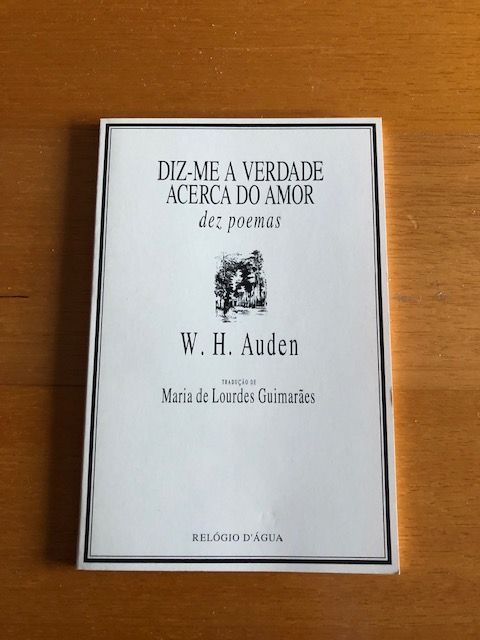 DIZ-ME A VERDADE
ACERCA DO AMOR
dez poemas
W. H. Auden
TRADUÇÃO DE
Maria de Lourdes Guimarães
RELÓGIO D'ÁGUA